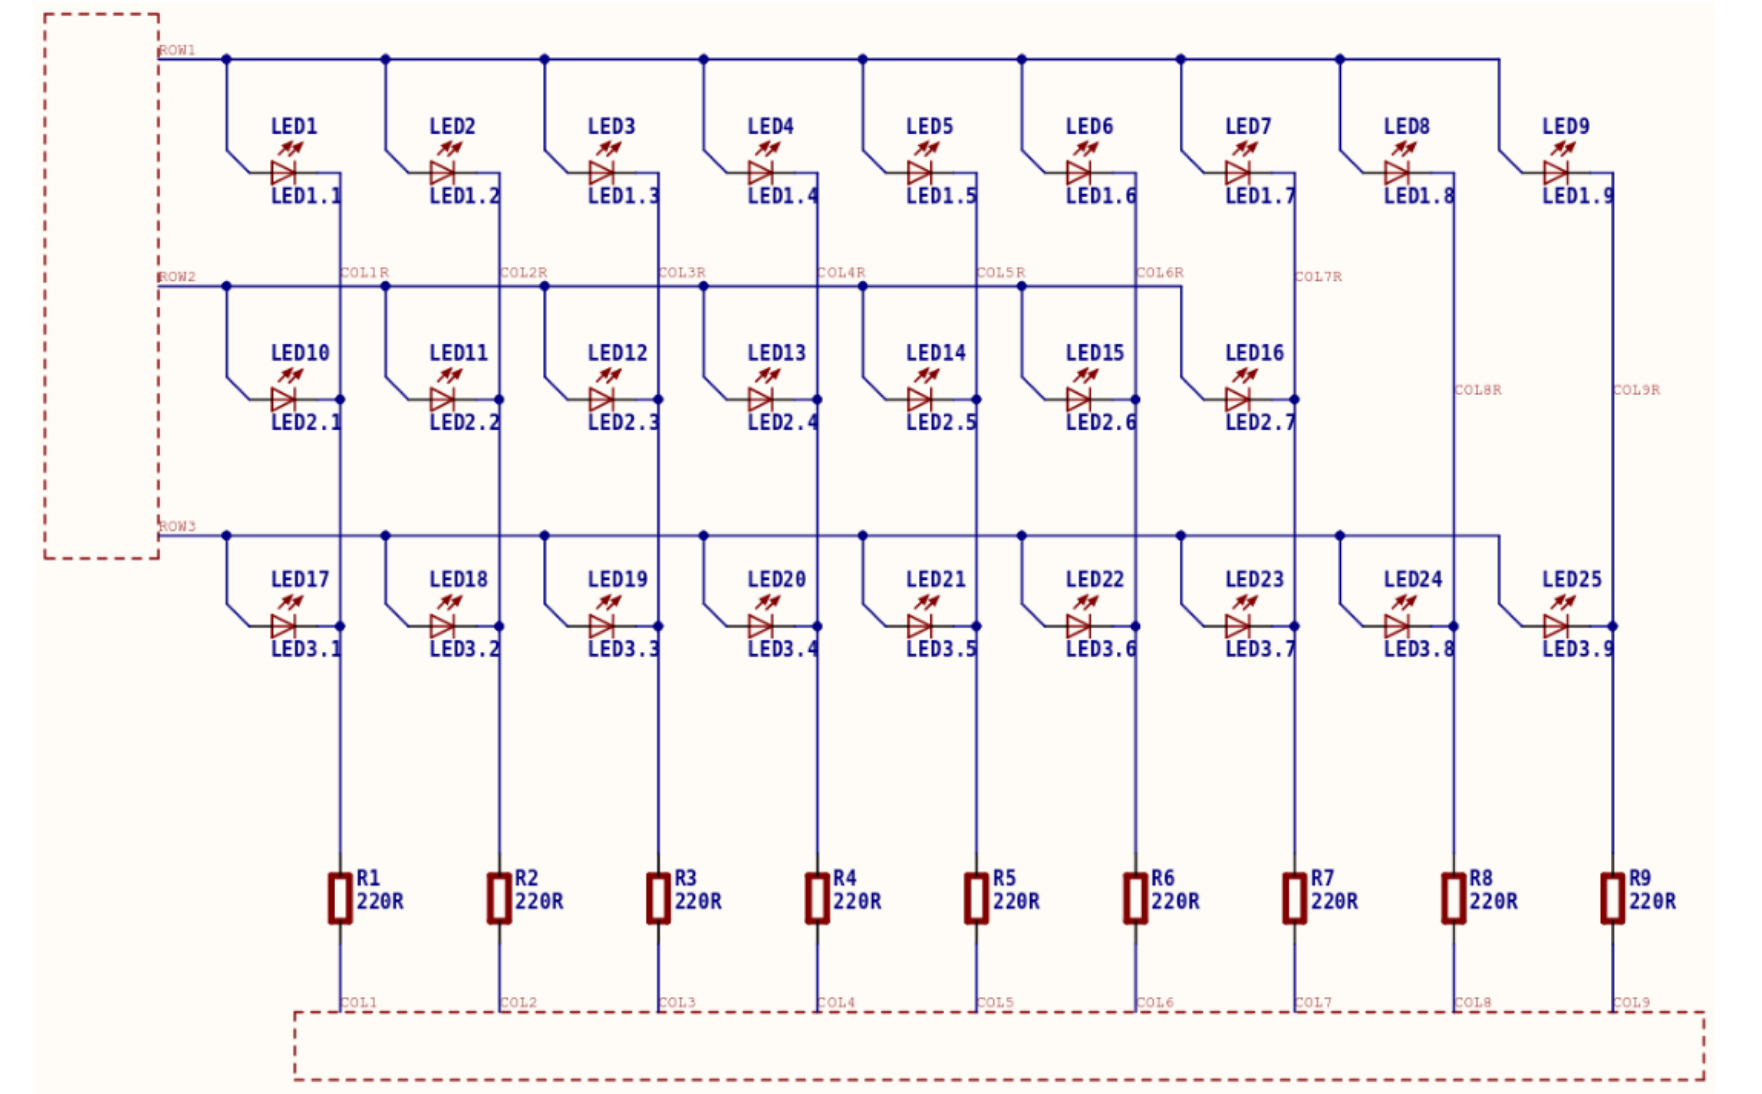 ROW1
LED1 LED2 LED3 LED4 LED5 LED6 LED7 LED8 LED9
LED1.1 LED1.2 LED1.3 LED1.4 LED1.5 LED1.6 LED1.7 LED1.8 LED1.9
ROW2 COL1R COL2R COL3R COL4R COL5R COL6R COL7R
LED10 LED11 LED12 LED13 LED14 LED15 LED16
COL8R COL9R
LED2.1 LED2.2 LED2.3 LED2.4 LED2.5 LED2.6 LED2.7
ROW3
LED17 LED18 LED19 LED20 LED21 LED22 LED23 LED24 LED25
LED3.1 LED3.2 LED3.3 LED3.4 LED3.5 LED3.6 LED3.7 LED3.8 LED3.9
R1 R2 R3 R4 R5 R6 R7 R8 R9
220R 220R 220R 220R 220R 220R 220R 220R 220R
COL1 COL2 COL3 COL4 COL5 COL6 COL7 COL8 COL9